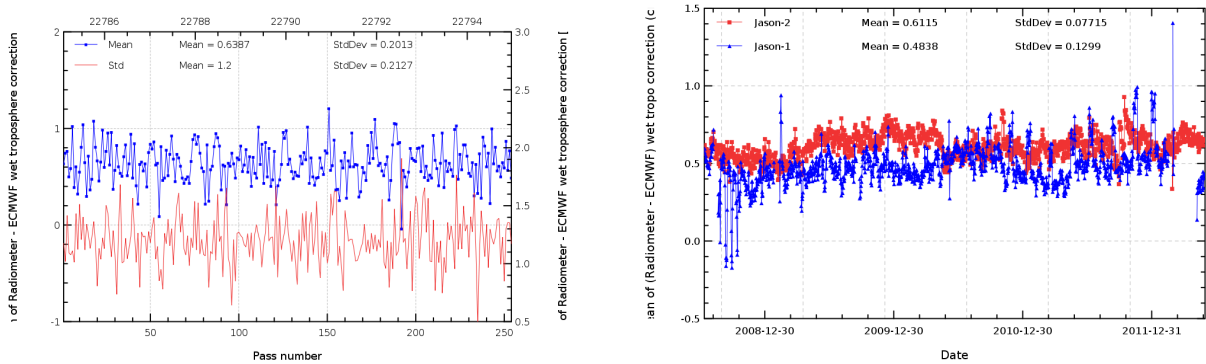 22786 22788 22790 22792 22794
2
1
0
-1
3.0
2.5
2.0
1.5
1.0
0.5
Mean Mean = 0.6387 StdDev = 0.2013
Std Mean = 1.2 StdDev = 0.2127
of Radiometer - ECMWF wet troposphere correction
of Radiometer - ECMWF wet troposphere correction [
50 100 150 200 250
Pass number
1.5
1.0
0.5
0.0
-0.5
Jason-2 Mean = 0.6115 StdDev = 0.07715
Jason-1 Mean = 0.4838 StdDev = 0.1299
an of (Radiometer - ECMWF) wet tropo correction (c
2008-12-30 2009-12-30 2010-12-30 2011-12-31
Date